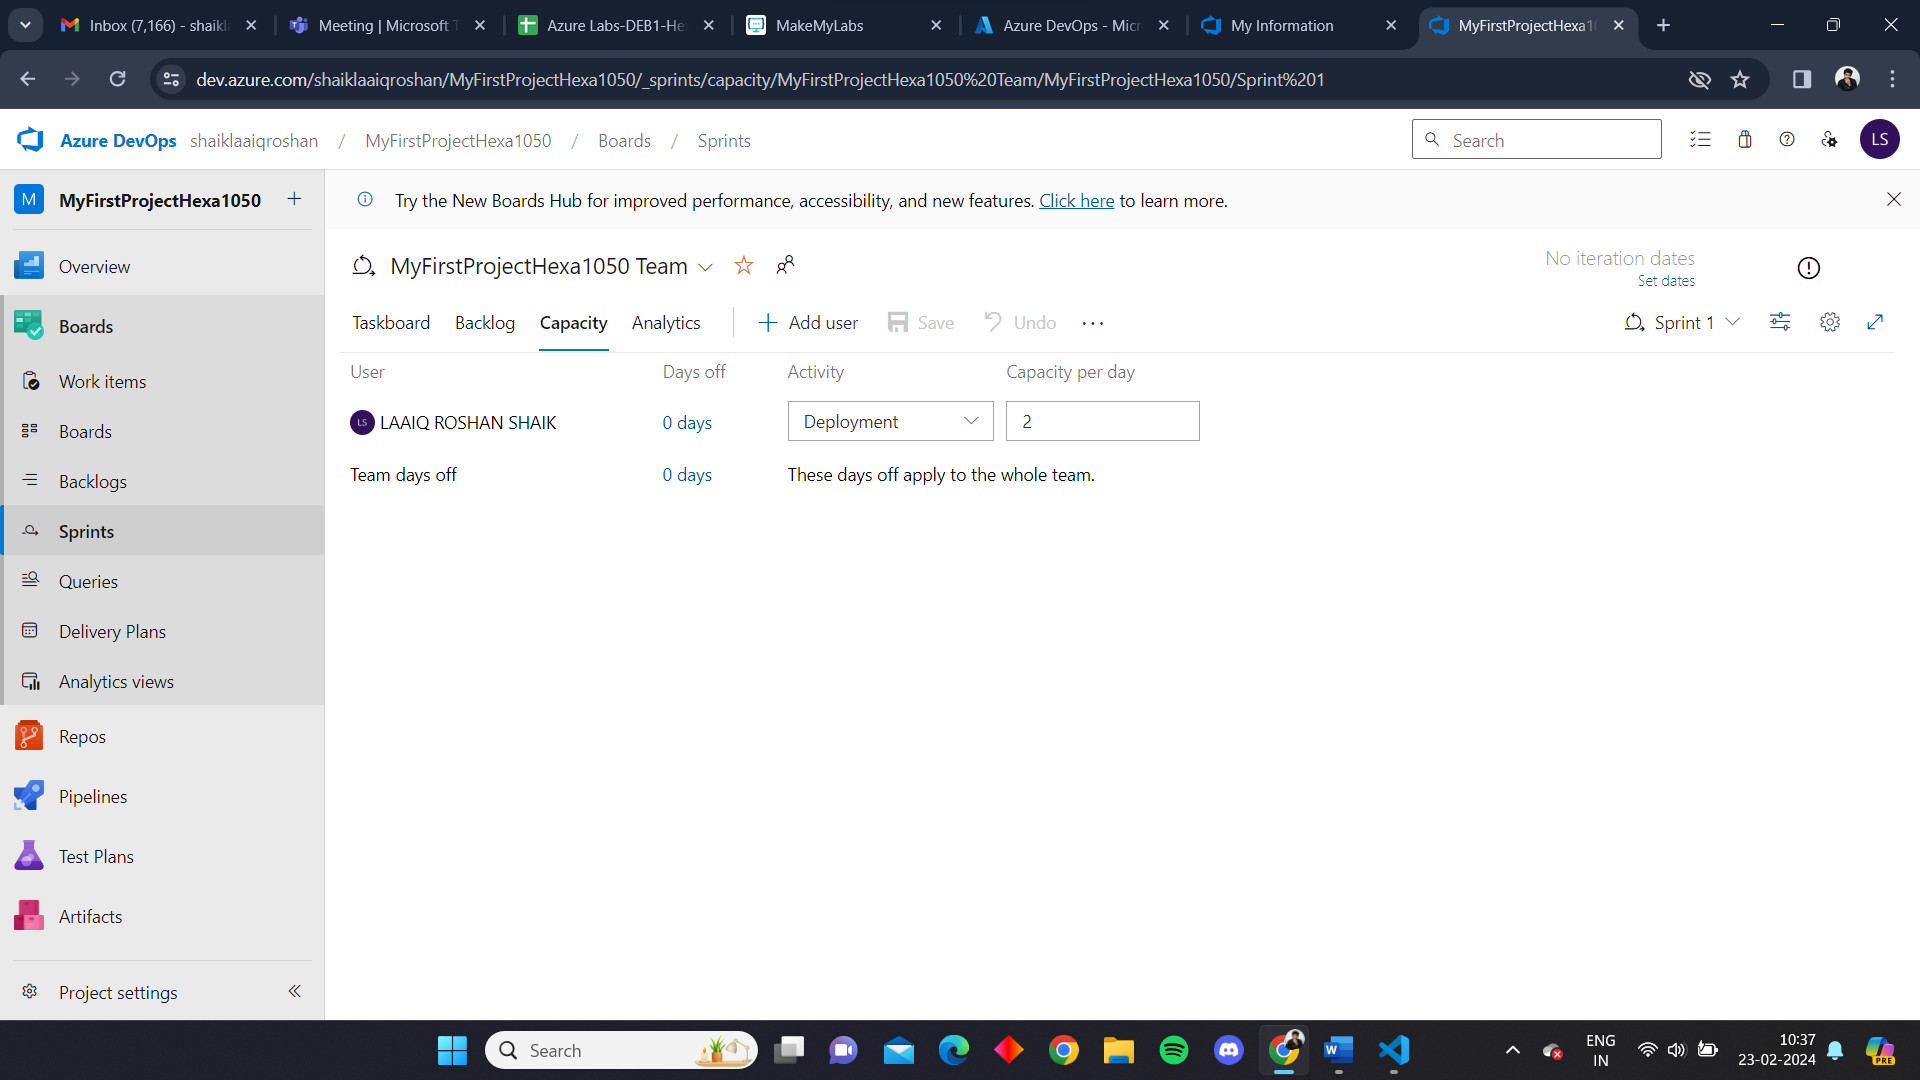 Inbox (7,166) - shaikl
Meeting | Microsoft T
Azure Labs-DEB1-He
MakeMyLabs
Azure DevOps - Micr
My Information
MyFirstProjectHexa10
dev.azure.com/shaiklaaiqroshan/MyFirstProjectHexa1050/_sprints/capacity/MyFirstProjectHexa1050%20Team/MyFirstProjectHexa1050/Sprint%201
Azure DevOps shaiklaaiqroshan / MyFirstProjectHexa1050 / Boards / Sprints
Search
LS
M MyFirstProjectHexa1050
Try the New Boards Hub for improved performance, accessibility, and new features. Click here to learn more.
Overview
Boards
Work items
Boards
Backlogs
Sprints
Queries
Delivery Plans
Analytics views
Repos
Pipelines
Test Plans
Artifacts
Project settings
MyFirstProjectHexa1050 Team
No iteration dates
Set dates
Taskboard Backlog Capacity Analytics Add user Save Undo
Sprint 1
User Days off Activity Capacity per day
LS LAAIQ ROSHAN SHAIK 0 days Deployment 2
Team days off 0 days These days off apply to the whole team.
Search
ENG
IN
10:37
23-02-2024
PRE